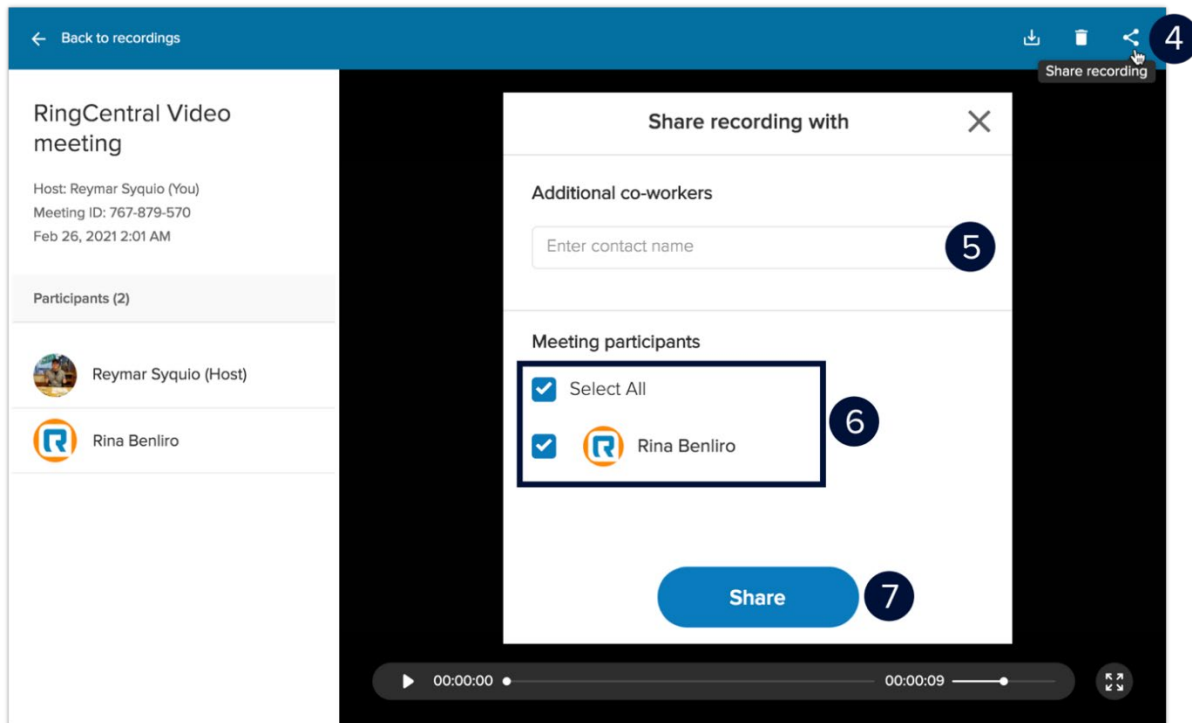 Back to recordings
4
Share recording
RingCentral Video
meeting
Host: Reymar Syquio (You)
Meeting ID: 767-879-570
Feb 26, 2021 2:01 AM
Participants (2)
Reymar Syquio (Host)
Rina Benliro
Share recording with
Additional co-workers
Enter contact name
5
Meeting participants
Select All
Rina Benliro
6
Share
7
00:00:00
00:00:09